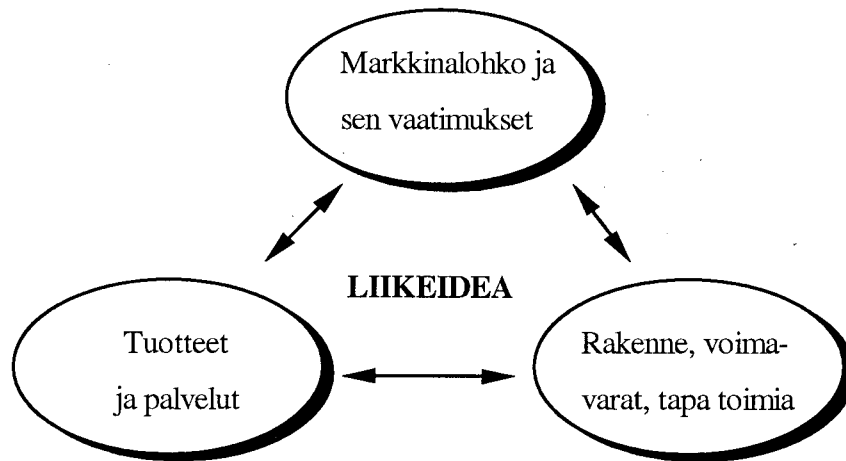 Markkinalohko ja
sen vaatimukset
LIIKEIDEA
Tuotteet
ja palvelut
Rakenne, voima-
varat, tapa toimia